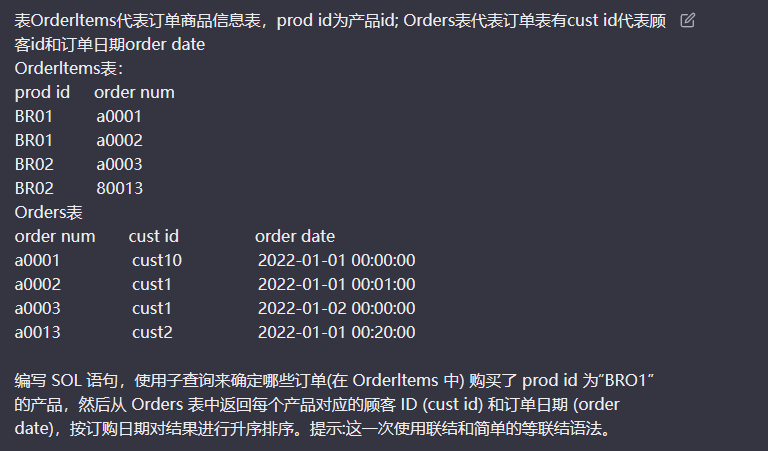 表OrderItems代表订单商品信息表，prod id为产品id; Orders表代表订单表有cust id代表顾
客id和订单日期order date
OrderItems表：
prod id order num
BR01 a0001
BR01 a0002
BR02 a0003
BR02 80013
Orders表
order num cust id order date
a0001 cust10 2022-01-01 00:00:00
a0002 cust1 2022-01-01 00:01:00
a0003 cust1 2022-01-02 00:00:00
a0013 cust2 2022-01-01 00:20:00
编写 SOL 语句，使用子查询来确定哪些订单(在 OrderItems 中) 购买了 prod id 为“BRO1”
的产品，然后从 Orders 表中返回每个产品对应的顾客 ID (cust id) 和订单日期 (order
date)，按订购日期对结果进行升序排序。提示:这一次使用联结和简单的等联结语法。